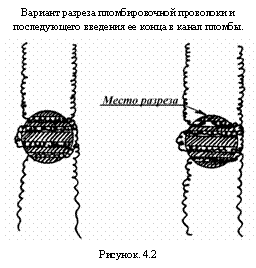 Вариант разреза пломбировочной проволоки и
последующего введения ее конца в канал пломбы.
Место разреза
Рисунок. 4.2